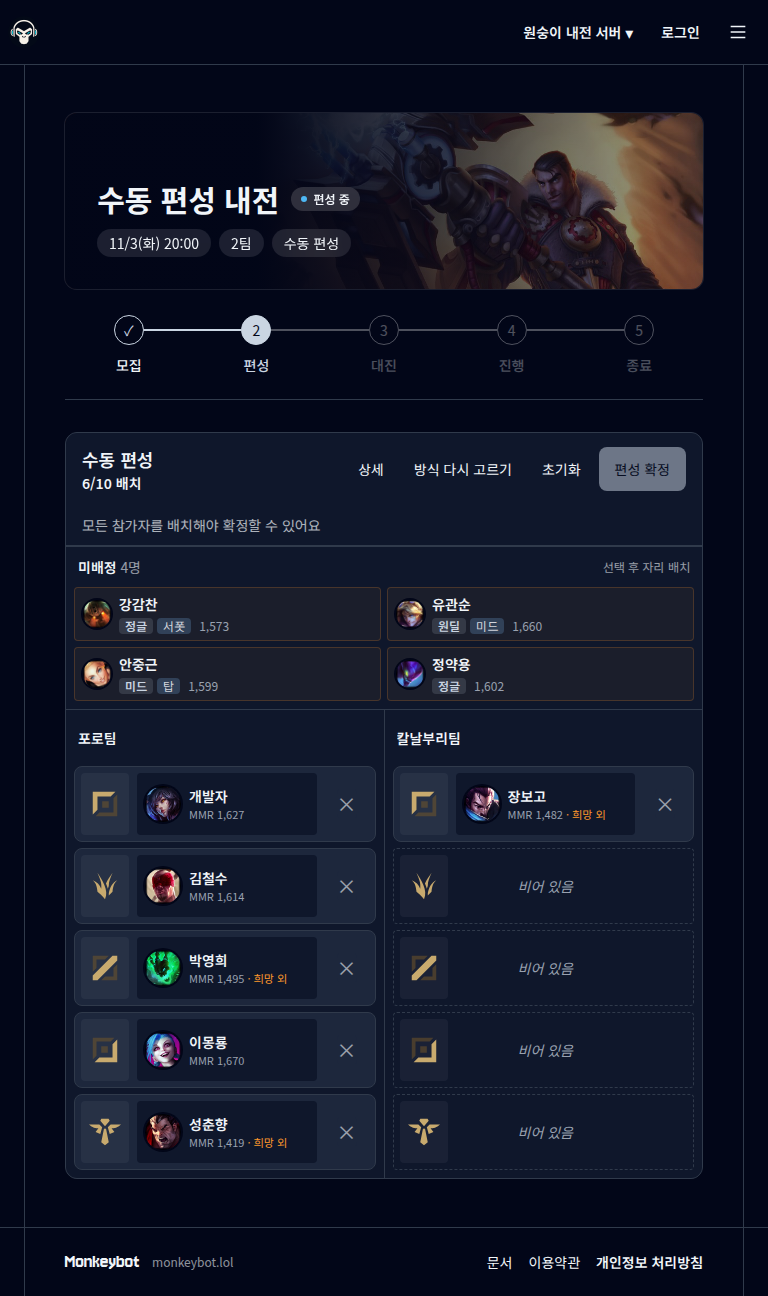 원숭이 내전 서버 ▾ 로그인
수동 편성 내전 편성 중
11/3(화) 20:00 2팀 수동 편성
✓ 2 3 4 5
모집 편성 대진 진행 종료
수동 편성
6/10 배치
상세 방식 다시 고르기 초기화 편성 확정
모든 참가자를 배치해야 확정할 수 있어요
미배정 4명 선택 후 자리 배치
강감찬
정글 서폿 1,573
유관순
원딜 미드 1,660
안중근
미드 탑 1,599
정약용
정글 1,602
포로팀
개발자
MMR 1,627
김철수
MMR 1,614
박영희
MMR 1,495 · 희망 외
이몽룡
MMR 1,670
성춘향
MMR 1,419 · 희망 외
칼날부리팀
장보고
MMR 1,482 · 희망 외
비어 있음
비어 있음
비어 있음
비어 있음
Monkeybot monkeybot.lol 문서 이용약관 개인정보 처리방침